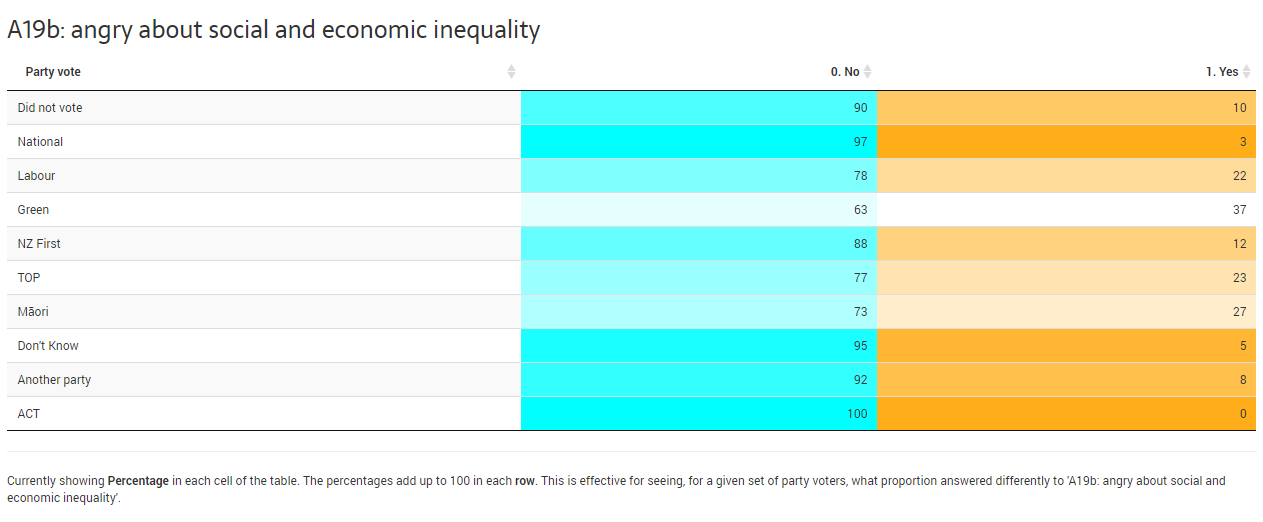 A19b: angry about social and economic inequality
Party vote 0. No 1. Yes
Did not vote 90 10
National 97 3
Labour 78 22
Green 63 37
NZ First 88 12
TOP 77 23
Māori 73 27
Don't Know 95 5
Another party 92 8
ACT 100 0
Currently showing Percentage in each cell of the table. The percentages add up to 100 in each row. This is effective for seeing, for a given set of party voters, what proportion answered differently to 'A19b: angry about social and
economic inequality'.